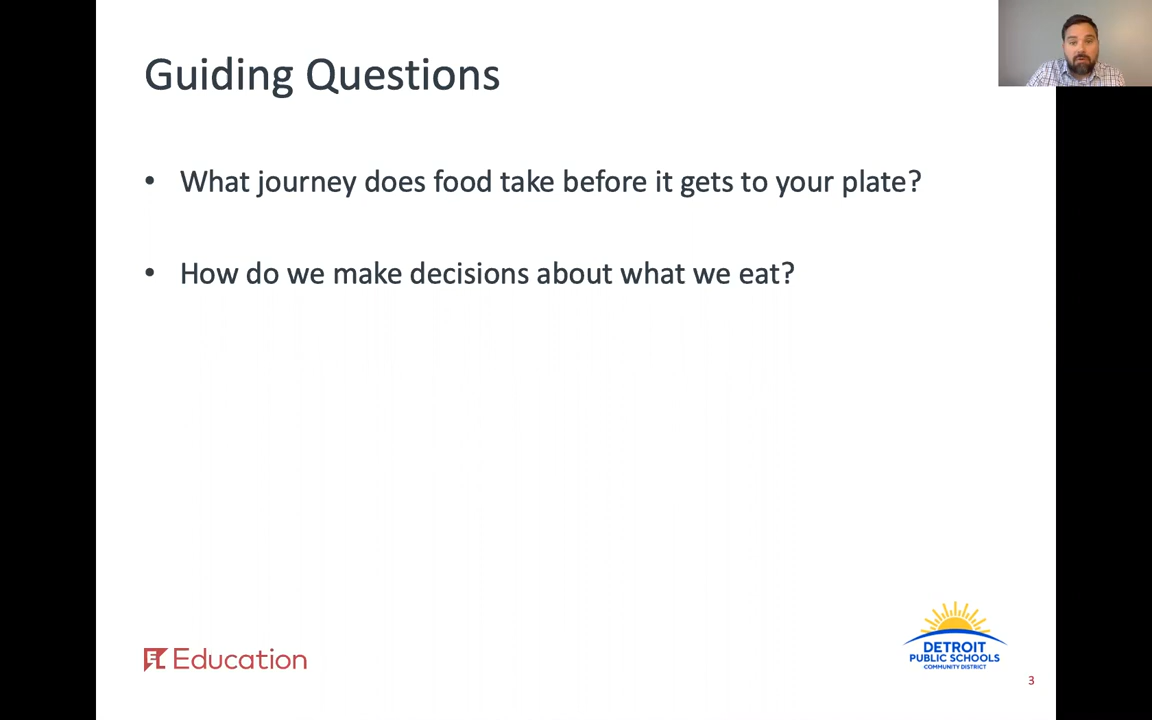 Guiding Questions
• What journey does food take before it gets to your plate?
• How do we make decisions about what we eat?
EL Education
DETROIT
PUBLIC SCHOOLS
COMMUNITY DISTRICT
3